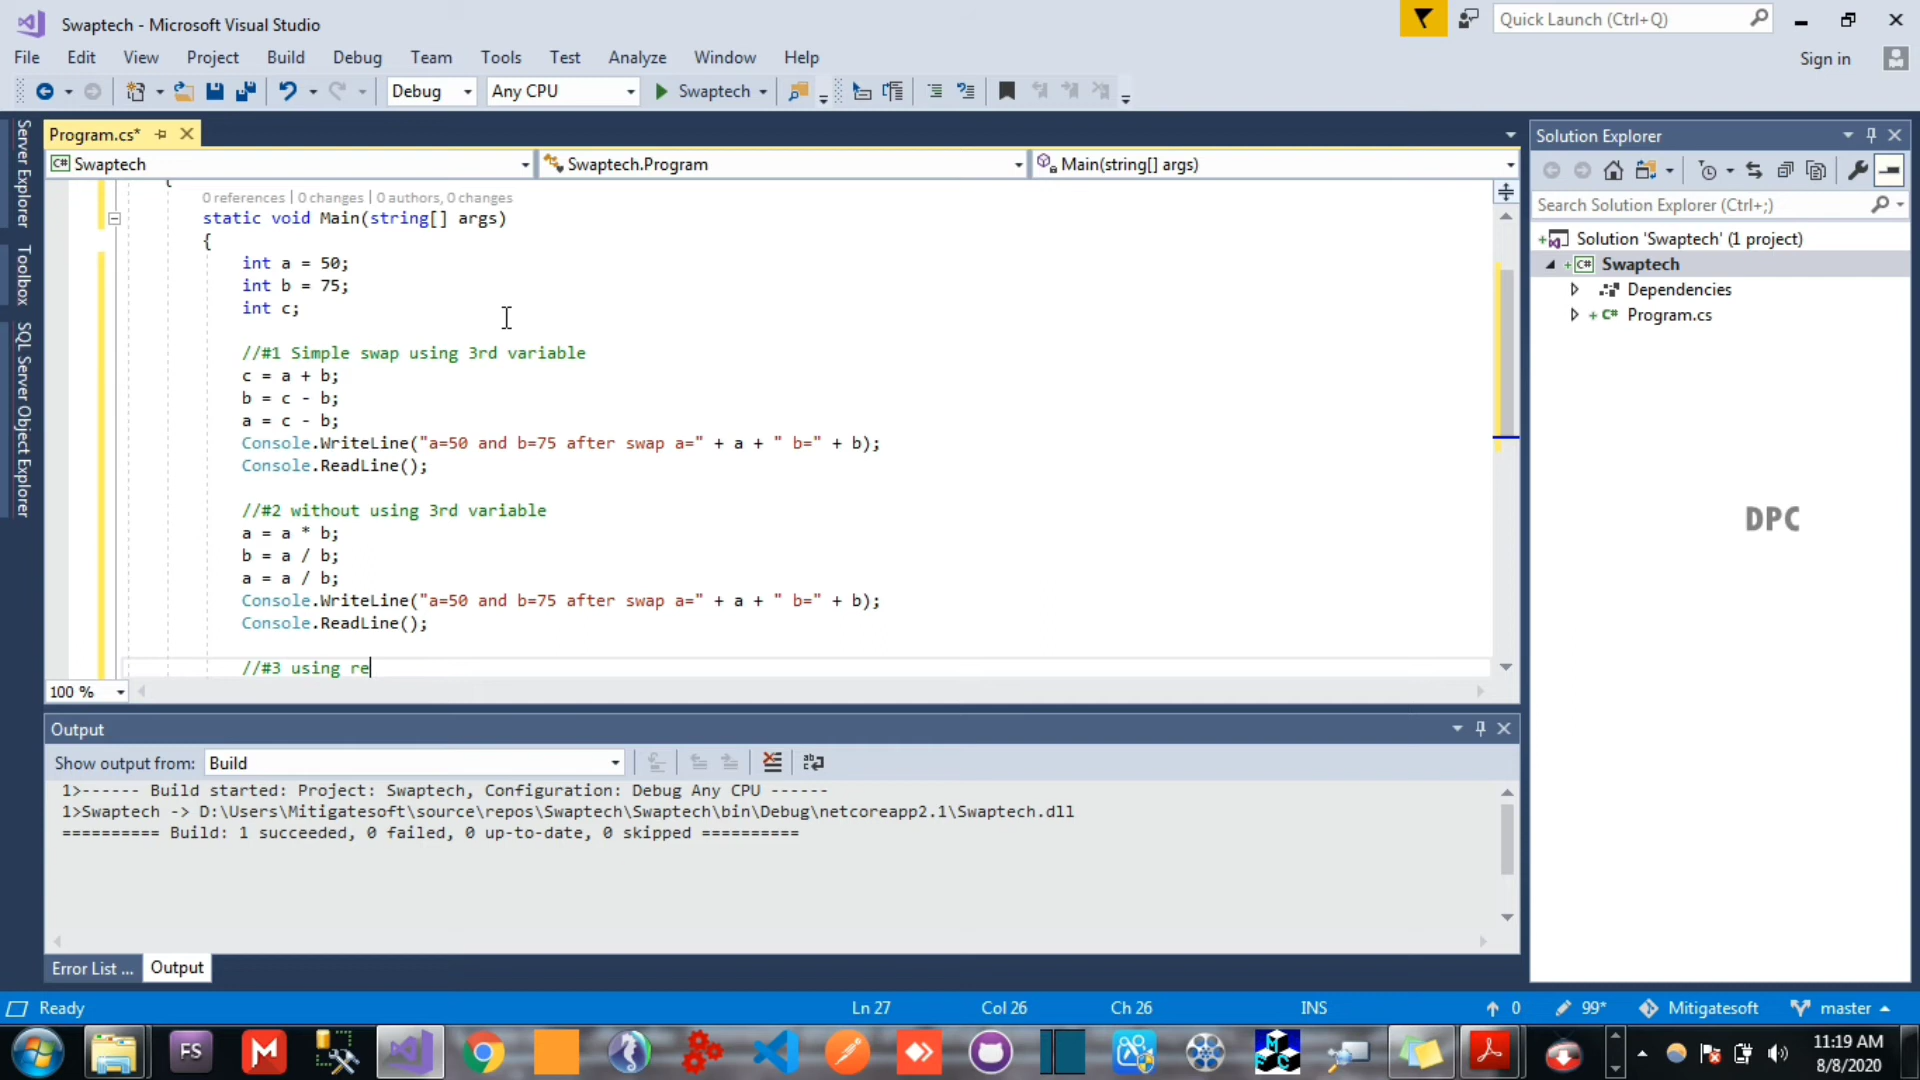 Swaptech - Microsoft Visual Studio
Quick Launch (Ctrl+Q)
File Edit View Project Build Debug Team Tools Test Analyze Window Help
Sign in
Debug Any CPU Swaptech
Server Explorer
Toolbox
SQL Server Object Explorer
Program.cs*
Swaptech Swaptech.Program Main(string[] args)
0 references | 0 changes | 0 authors, 0 changes
static void Main(string[] args)
{
int a = 50;
int b = 75;
int c;
//#1 Simple swap using 3rd variable
c = a + b;
b = c - b;
a = c - b;
Console.WriteLine("a=50 and b=75 after swap a=" + a + " b=" + b);
Console.ReadLine();
//#2 without using 3rd variable
a = a * b;
b = a / b;
a = a / b;
Console.WriteLine("a=50 and b=75 after swap a=" + a + " b=" + b);
Console.ReadLine();
//#3 using re
100 %
Solution Explorer
Search Solution Explorer (Ctrl+;)
Solution 'Swaptech' (1 project)
C# Swaptech
Dependencies
C# Program.cs
DPC
Output
Show output from: Build
1>------ Build started: Project: Swaptech, Configuration: Debug Any CPU ------
1>Swaptech -> D:\Users\Mitigatesoft\source\repos\Swaptech\Swaptech\bin\Debug\netcoreapp2.1\Swaptech.dll
========== Build: 1 succeeded, 0 failed, 0 up-to-date, 0 skipped ==========
Error List ... Output
Ready Ln 27 Col 26 Ch 26 INS 0 99* Mitigatesoft master
FS
11:19 AM
8/8/2020